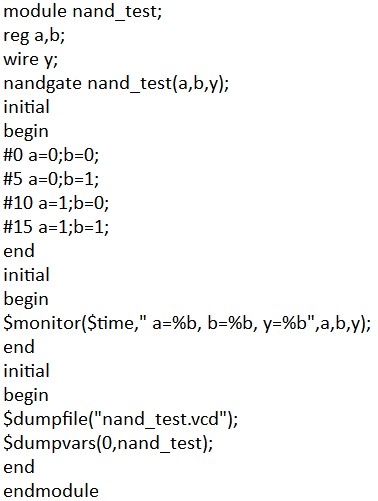 module nand_test;
reg a,b;
wire y;
nandgate nand_test(a,b,y);
initial
begin
#0 a=0;b=0;
#5 a=0;b=1;
#10 a=1;b=0;
#15 a=1;b=1;
end
initial
begin
$monitor($time," a=%b, b=%b, y=%b",a,b,y);
end
initial
begin
$dumpfile("nand_test.vcd");
$dumpvars(0,nand_test);
end
endmodule